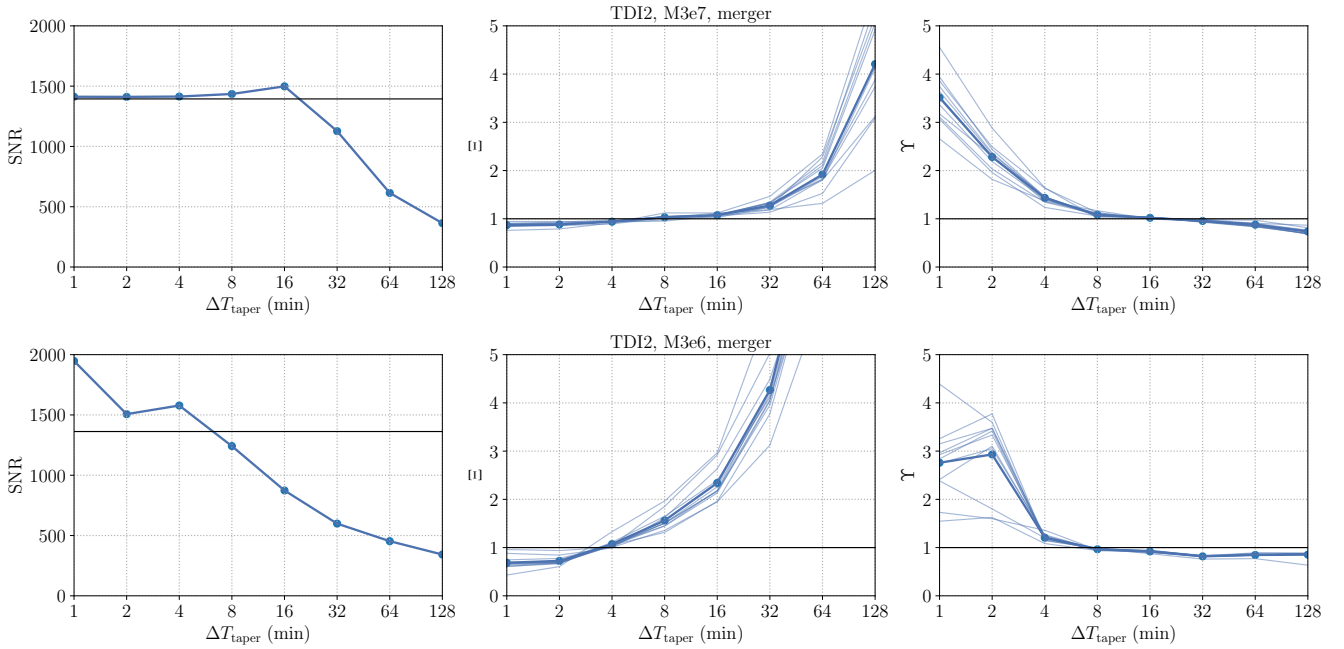 TDI2, M3e7, merger
2000
1500
1000
500
0
SNR
1 2 4 8 16 32 64 128
ΔT_taper (min)
5
4
3
2
1
0
Ξ
1 2 4 8 16 32 64 128
ΔT_taper (min)
5
4
3
2
1
0
ϒ
1 2 4 8 16 32 64 128
ΔT_taper (min)
TDI2, M3e6, merger
2000
1500
1000
500
0
SNR
1 2 4 8 16 32 64 128
ΔT_taper (min)
5
4
3
2
1
0
Ξ
1 2 4 8 16 32 64 128
ΔT_taper (min)
5
4
3
2
1
0
ϒ
1 2 4 8 16 32 64 128
ΔT_taper (min)